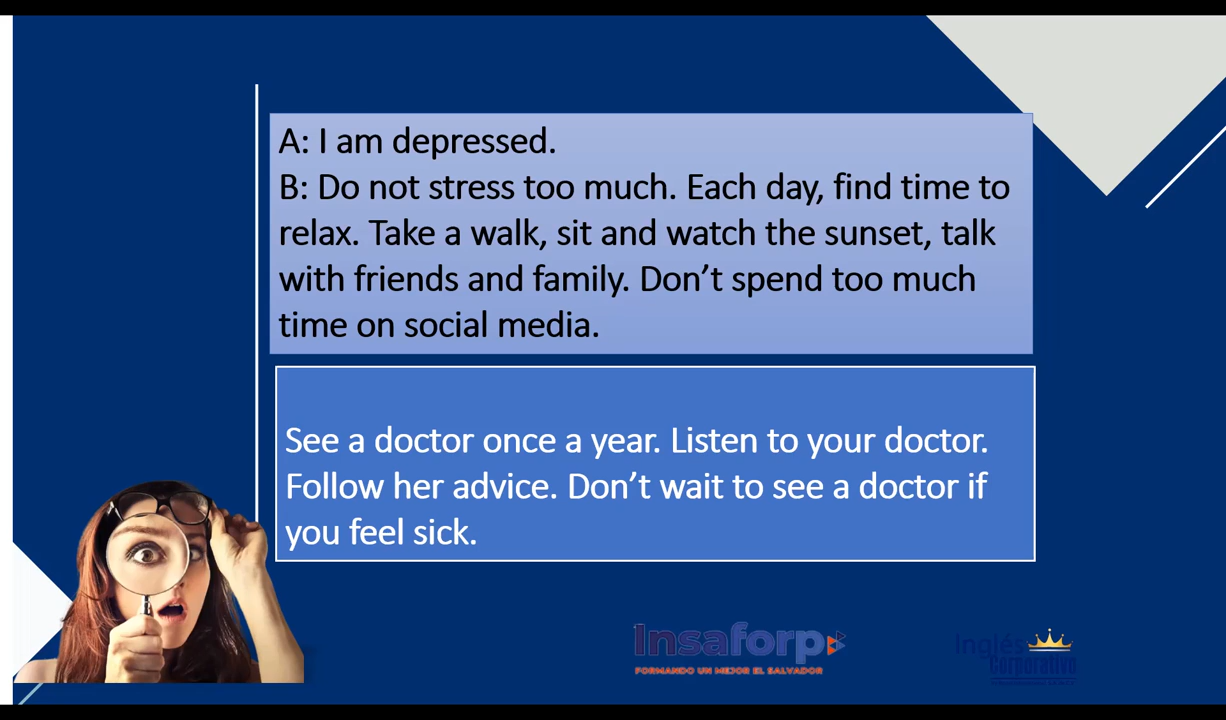 A: I am depressed.
B: Do not stress too much. Each day, find time to
relax. Take a walk, sit and watch the sunset, talk
with friends and family. Don’t spend too much
time on social media.
See a doctor once a year. Listen to your doctor.
Follow her advice. Don’t wait to see a doctor if
you feel sick.
Insaforp
FORMANDO UN MEJOR EL SALVADOR
Inglés
Corporativo